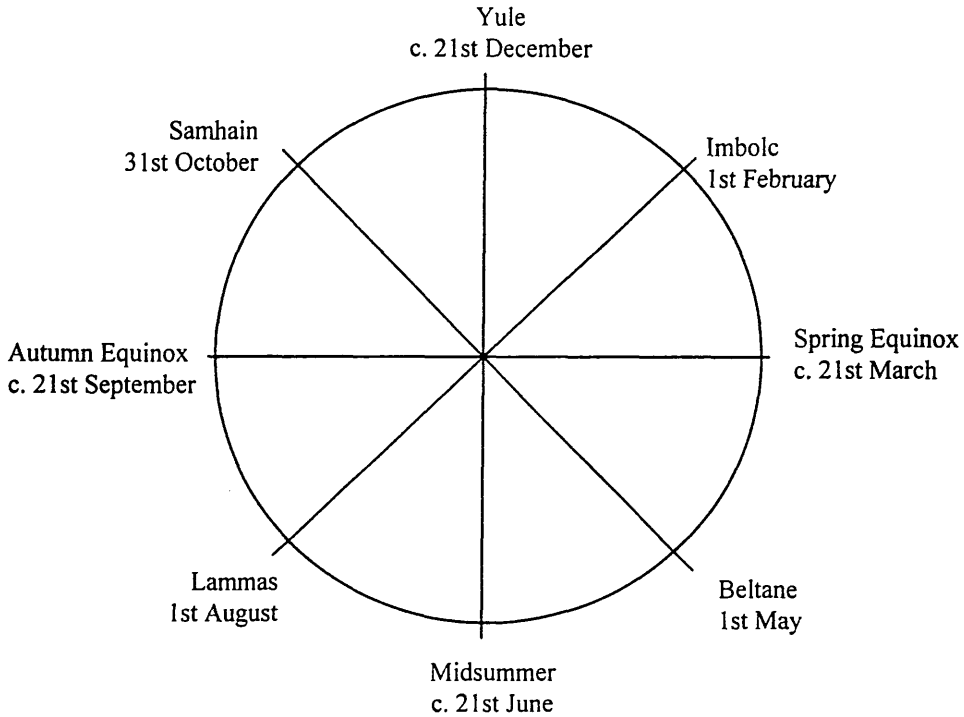 Yule
c. 21st December
Samhain
31st October
Imbolc
1st February
Autumn Equinox
c. 21st September
Spring Equinox
c. 21st March
Lammas
1st August
Beltane
1st May
Midsummer
c. 21st June